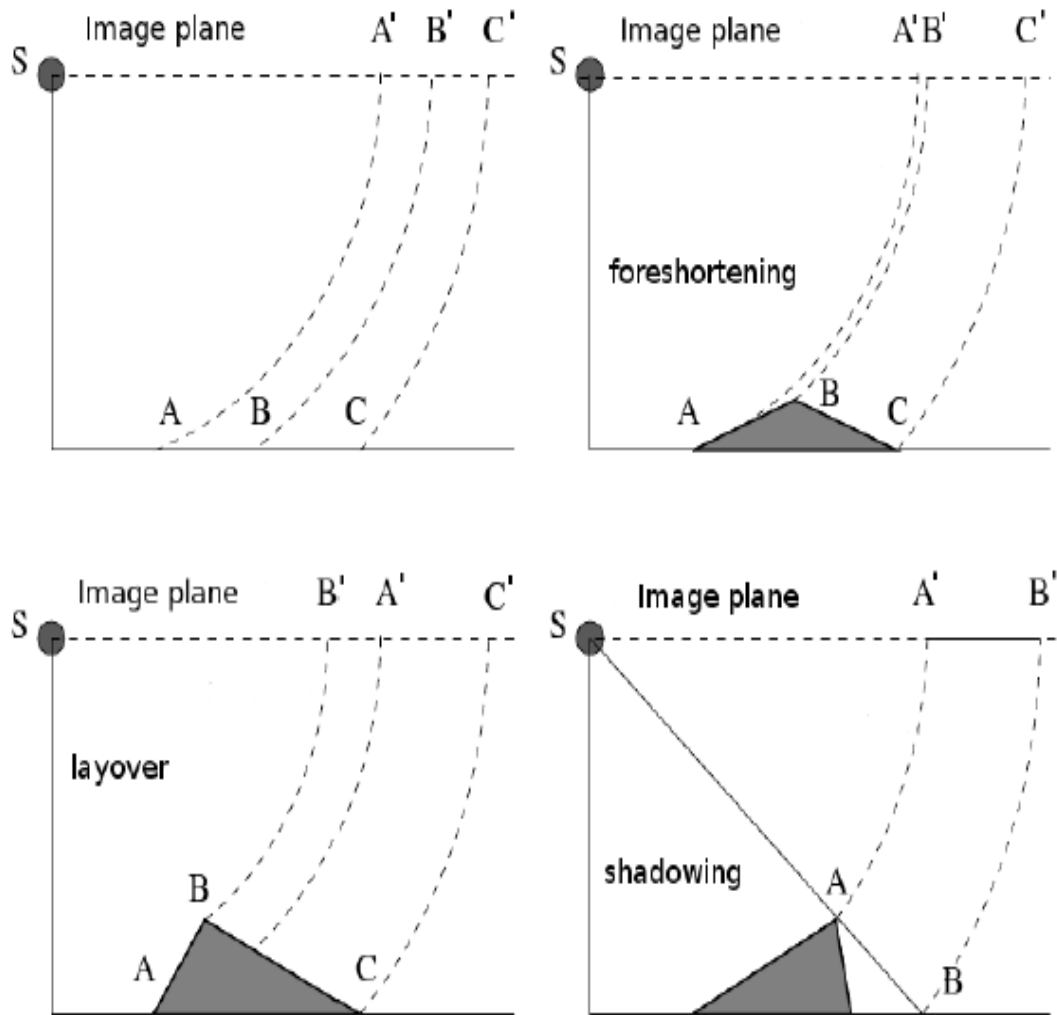 Image plane A' B' C'
S
A B C
Image plane A'B' C'
S
foreshortening
A B C
Image plane B' A' C'
S
layover
B
A C
Image plane A' B'
S
shadowing A
B